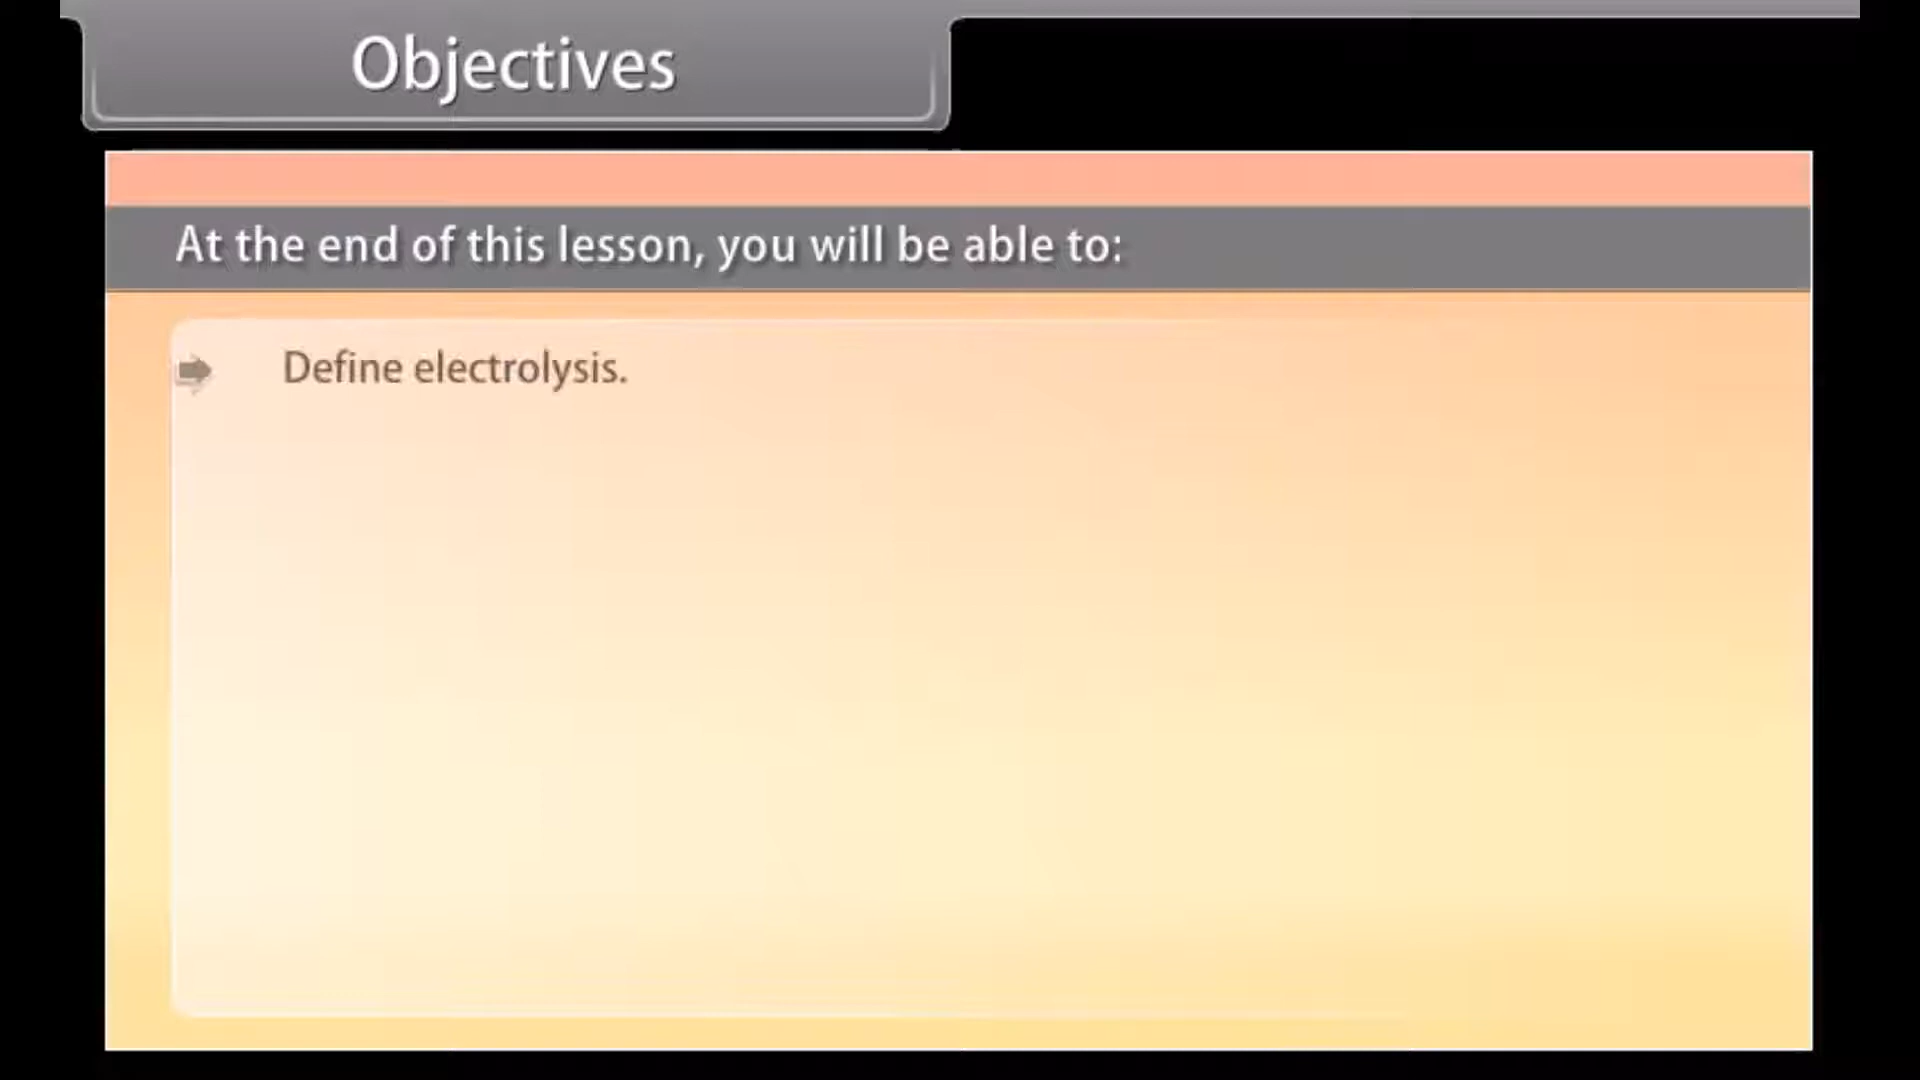 Objectives
At the end of this lesson, you will be able to:
Define electrolysis.